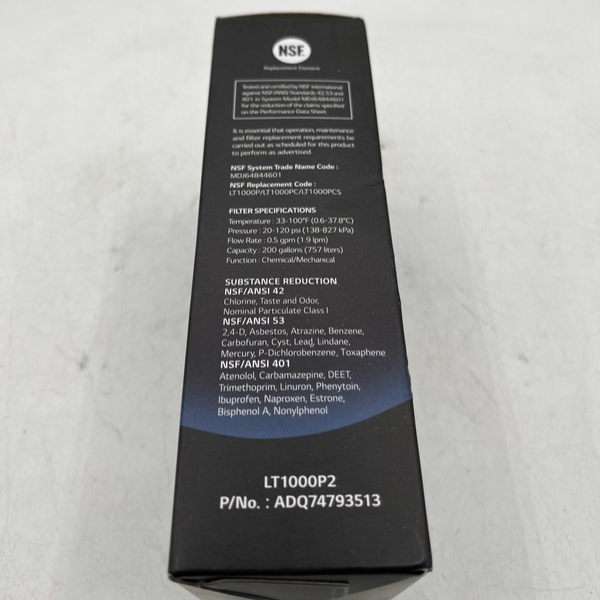 NSF.
Replacement Element
Tested and certified by NSF International
against NSF/ANSI Standards 42, 53 and
401 in System Model MDJ64844601
for the reduction of the claims specified
on the Performance Data Sheet.
It is essential that operation, maintenance
and filter replacement requirements be
carried out as scheduled for this product
to perform as advertised.
NSF System Trade Name Code :
MDJ64844601
NSF Replacement Code :
LT1000P/LT1000PC/LT1000PCS
FILTER SPECIFICATIONS
Temperature : 33-100°F (0.6-37.8°C)
Pressure : 20-120 psi (138-827 kPa)
Flow Rate : 0.5 gpm (1.9 lpm)
Capacity : 200 gallons (757 liters)
Function : Chemical/Mechanical
SUBSTANCE REDUCTION
NSF/ANSI 42
Chlorine, Taste and Odor,
Nominal Particulate Class I
NSF/ANSI 53
2,4-D, Asbestos, Atrazine, Benzene,
Carbofuran, Cyst, Lead, Lindane,
Mercury, P-Dichlorobenzene, Toxaphene
NSF/ANSI 401
Atenolol, Carbamazepine, DEET,
Trimethoprim, Linuron, Phenytoin,
Ibuprofen, Naproxen, Estrone,
Bisphenol A, Nonylphenol
LT1000P2
P/No. : ADQ74793513